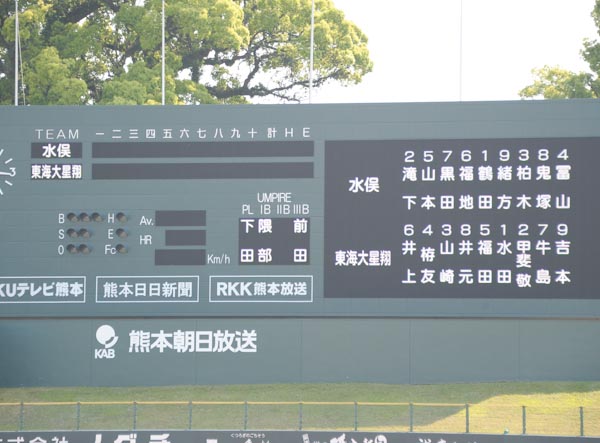 TEAM 一 二 三 四 五 六 七 八 九 十 計 H E
水俣
東海大星翔
UMPIRE
PL IB IIB IIIB
下 隈 前
田 部 田
B H
S E
O Fc
Av.
HR
Km/h
水俣
2 5 7 6 1 9 3 8 4
滝 山 黒 福 鶴 緒 柏 鬼 冨
下 本 田 地 田 方 木 塚 山
東海大星翔
6 4 3 8 5 1 2 7 9
井 栫 山 井 福 水 甲斐 牛 吉
上 友 崎 元 田 田 敬 島 本
KUテレビ熊本
熊本日日新聞
RKK熊本放送
KAB 熊本朝日放送